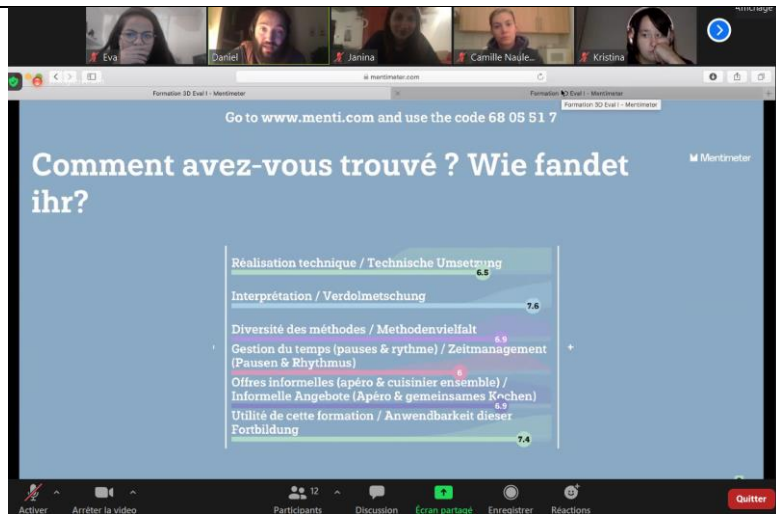 Affichage
Eva
Daniel
Janina
Camille Naule...
Kristina
mentimeter.com
Formation 3D Eval I - Mentimeter
Formation 3D Eval I - Mentimeter
Formation 3D Eval I - Mentimeter
Go to www.menti.com and use the code 68 05 51 7
Comment avez-vous trouvé ? Wie fandet
ihr?
Mentimeter
Réalisation technique / Technische Umsetzung
6.5
Interprétation / Verdolmetschung
7.6
Diversité des méthodes / Methodenvielfalt
6.9
Gestion du temps (pauses & rythme) / Zeitmanagement
(Pausen & Rhythmus)
6
Offres informelles (apéro & cuisinier ensemble) /
Informelle Angebote (Apéro & gemeinsames Kochen)
6.9
Utilité de cette formation / Anwendbarkeit dieser
Fortbildung
7.4
Activer
Arrêter la video
12
Participants
Discussion
Écran partagé
Enregistrer
Réactions
Quitter